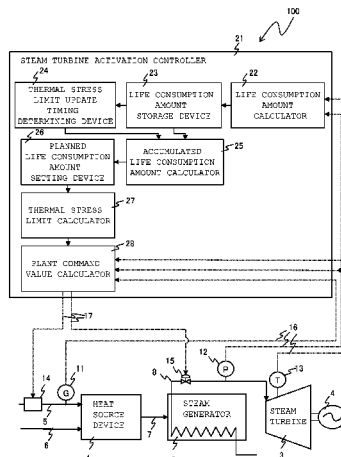 100
21
STEAM TURBINE ACTIVATION CONTROLLER
24
23
22
THERMAL STRESS
LIMIT UPDATE
TIMING
DETERMINING DEVICE
LIFE CONSUMPTION
AMOUNT
STORAGE DEVICE
LIFE CONSUMPTION
AMOUNT
CALCULATOR
26
25
PLANNED
LIFE CONSUMPTION
AMOUNT
SETTING DEVICE
ACCUMULATED
LIFE CONSUMPTION
AMOUNT CALCULATOR
27
THERMAL STRESS
LIMIT CALCULATOR
28
PLANT COMMAND
VALUE CALCULATOR
17
16
11
G
14
15
12
P
13
T
8
4
5
6
HEAT
SOURCE
DEVICE
7
STEAM
GENERATOR
STEAM
TURBINE
3